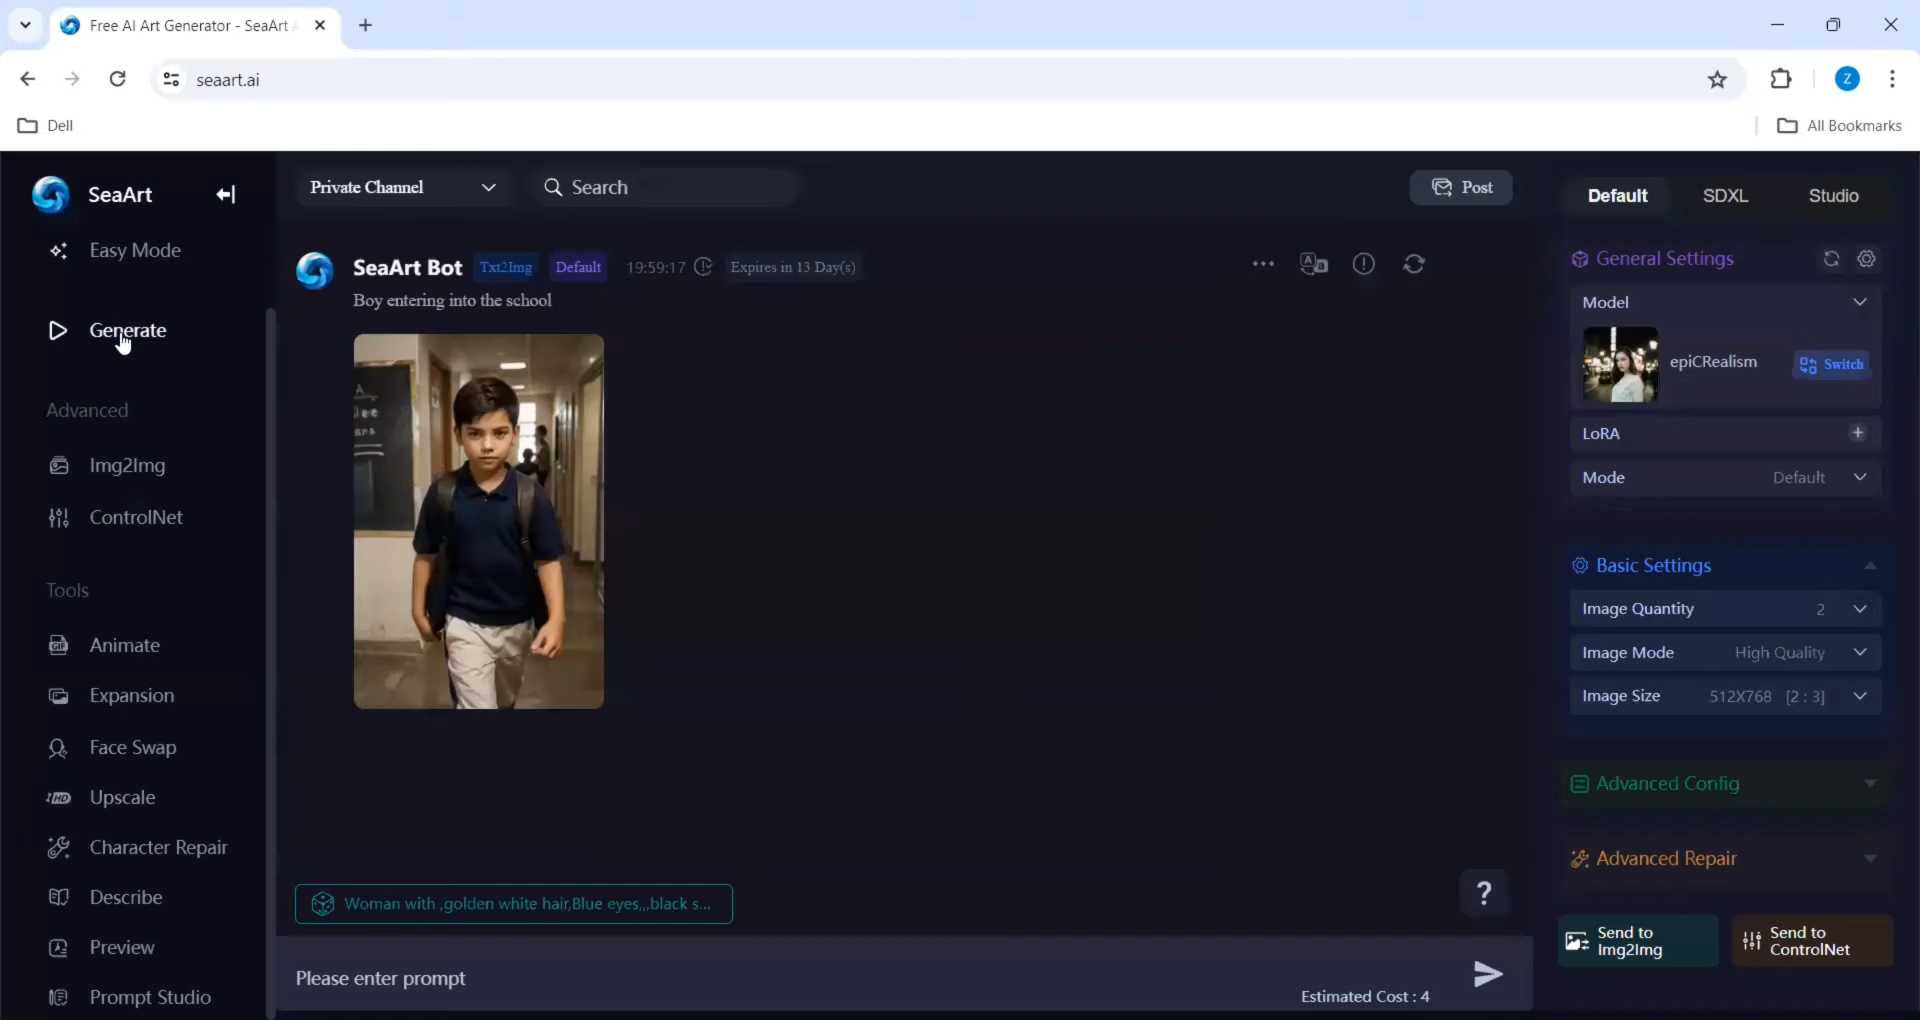 Free AI Art Generator - SeaArt
seaart.ai
Z
Dell
All Bookmarks
SeaArt
Easy Mode
Generate
Advanced
Img2Img
ControlNet
Tools
Animate
Expansion
Face Swap
Upscale
Character Repair
Describe
Preview
Prompt Studio
Private Channel
Search
Post
SeaArt Bot Txt2Img Default 19:59:17 Expires in 13 Day(s)
Boy entering into the school
Woman with ,golden white hair,Blue eyes,,,black s...
?
Please enter prompt
Estimated Cost : 4
Default SDXL Studio
General Settings
Model
epiCRealism Switch
LoRA +
Mode Default
Basic Settings
Image Quantity 2
Image Mode High Quality
Image Size 512X768 [2 : 3]
Advanced Config
Advanced Repair
Send to
Img2Img
Send to
ControlNet